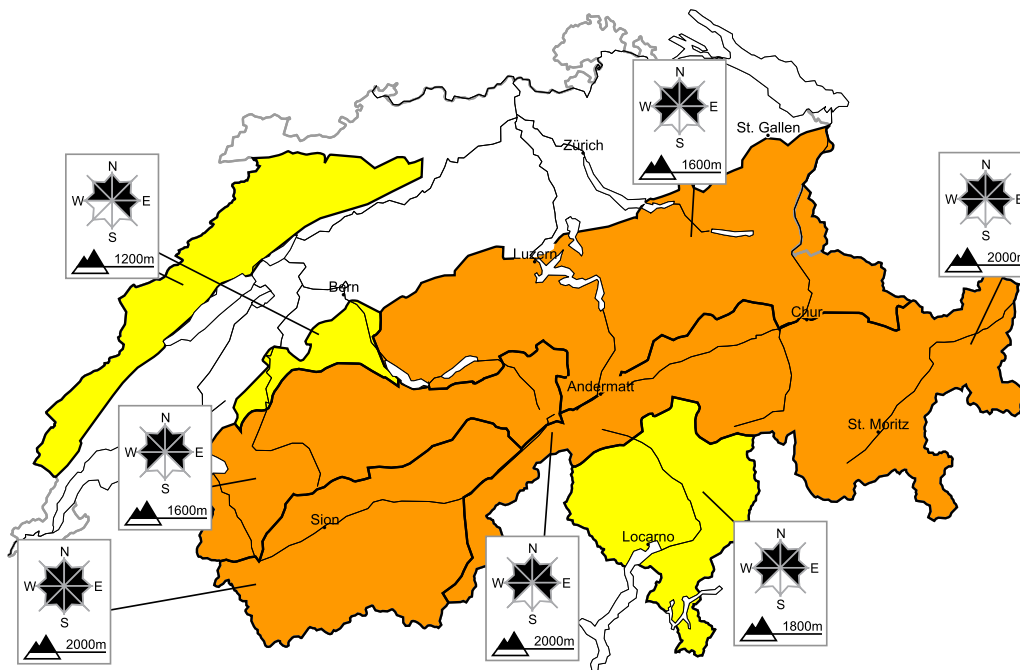 N
W E
S
1600m
St. Gallen
Zürich
N
W E
S
1200m
N
W E
S
2000m
Luzern
Bern
Chur
Andermatt
St. Moritz
N
W E
S
1600m
Sion
Locarno
N
W E
S
2000m
N
W E
S
2000m
N
W E
S
1800m